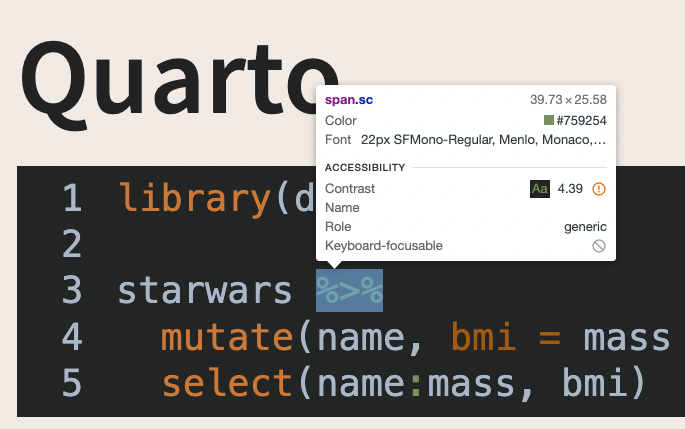 Quarto
span.sc 39.73 × 25.58
Color #759254
Font 22px SFMono-Regular, Menlo, Monaco,…
ACCESSIBILITY
Contrast Aa 4.39
Name
Role generic
Keyboard-focusable
1 library(d
2
3 starwars %>%
4 mutate(name, bmi = mass
5 select(name:mass, bmi)